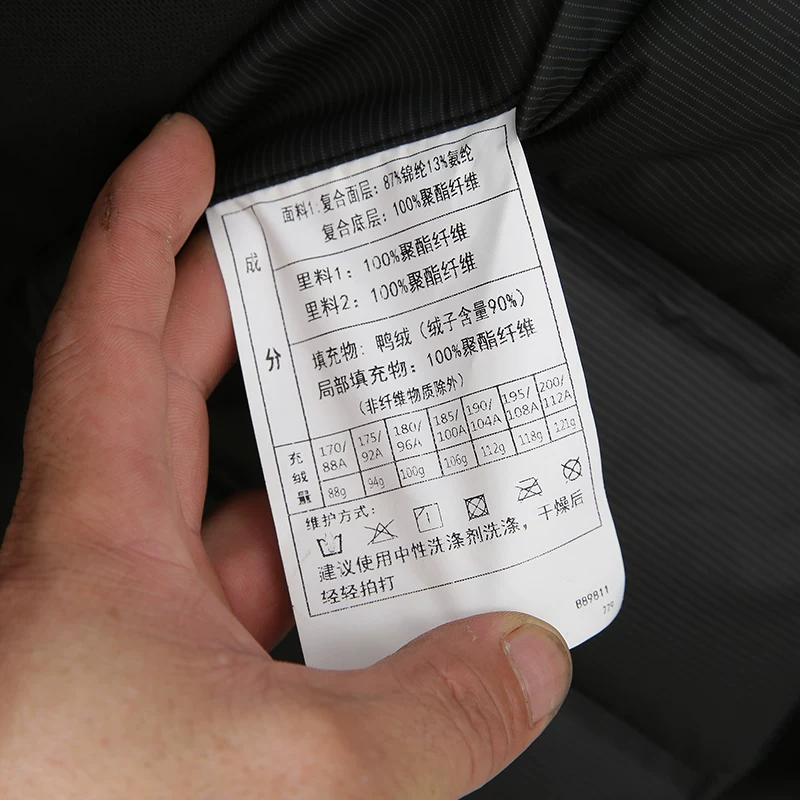 成分
面料1：复合面层：87%锦纶13%氨纶
复合底层：100%聚酯纤维
里料1：100%聚酯纤维
里料2：100%聚酯纤维
填充物：鸭绒（绒子含量90%）
局部填充物：100%聚酯纤维
（非纤维物质除外）
充绒量
170/88A 175/92A 180/96A 185/100A 190/104A 195/108A 200/112A
88g 94g 100g 106g 112g 118g 121g
维护方式：
建议使用中性洗涤剂洗涤，干燥后
轻轻拍打
B89811